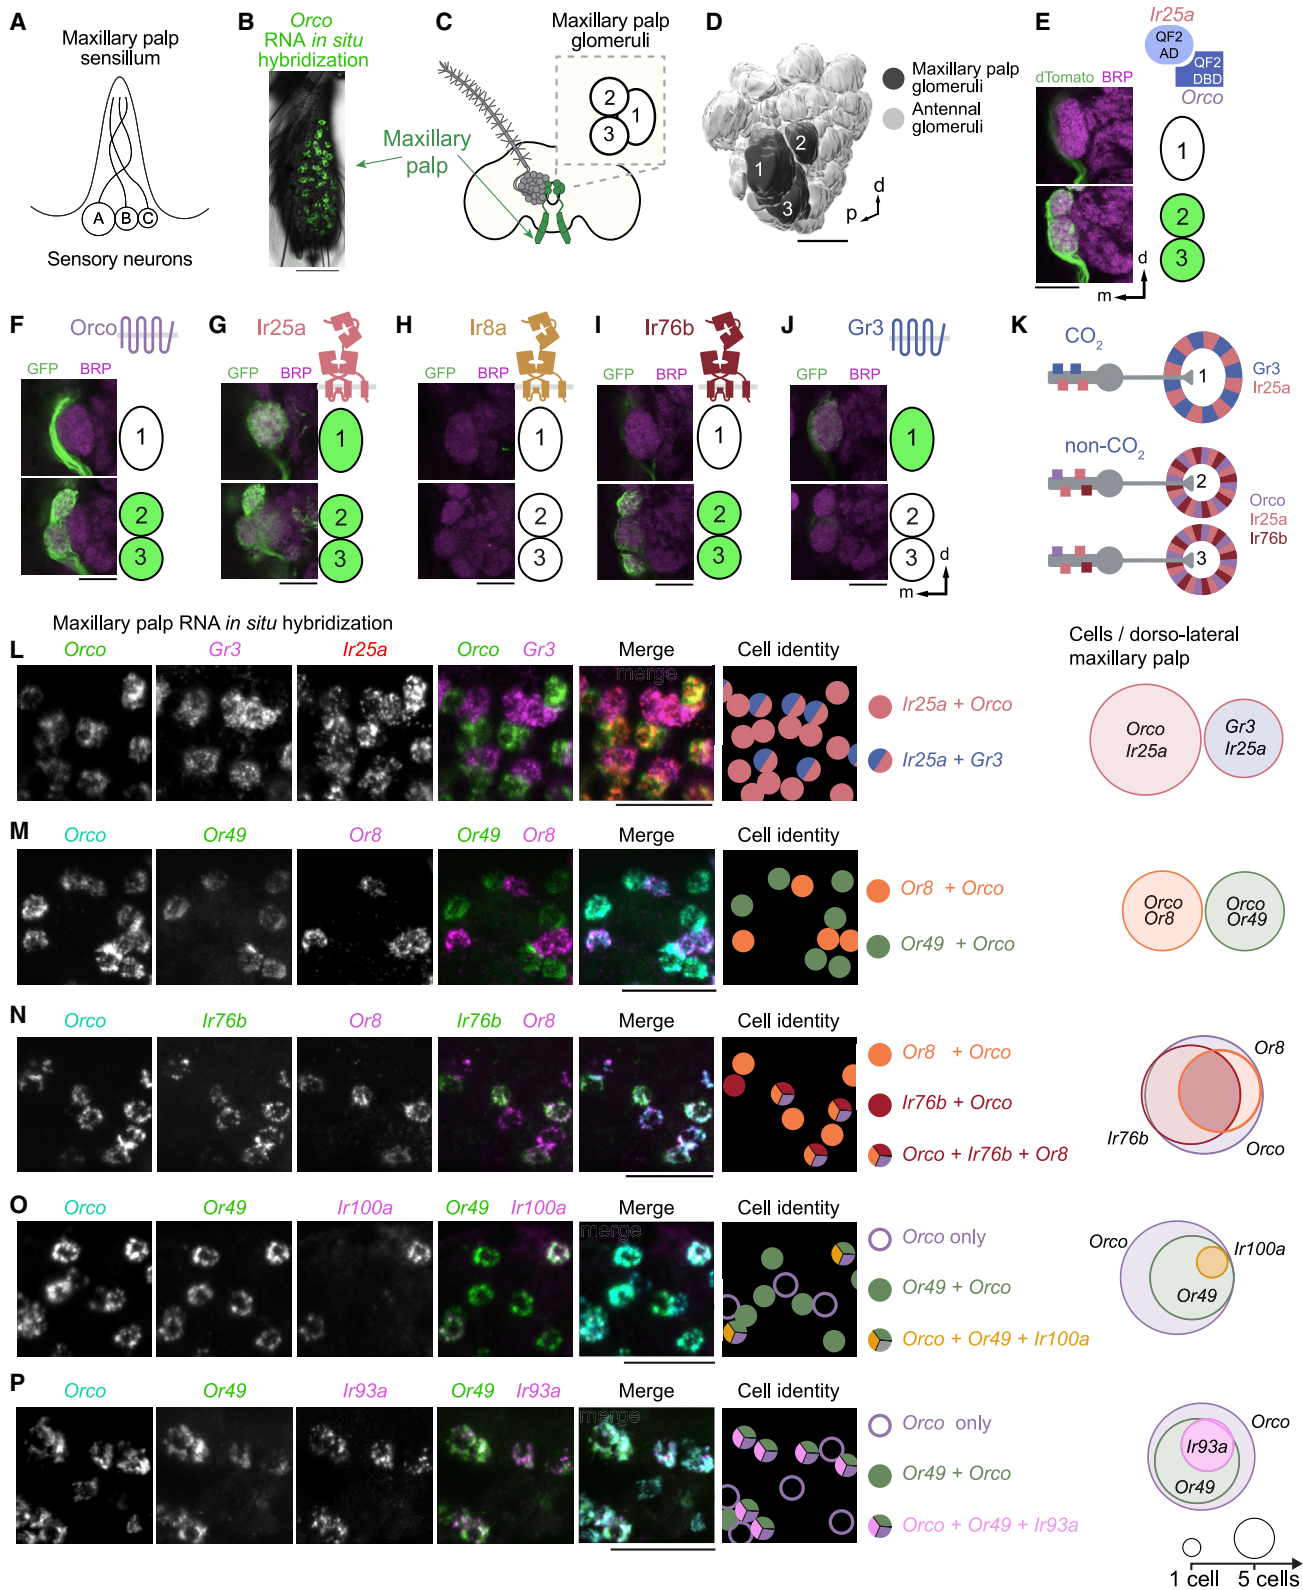 A
Maxillary palp
sensillum
A B C
Sensory neurons
B
Orco
RNA in situ
hybridization
C
Maxillary palp
glomeruli
2
1
3
Maxillary
palp
D
Maxillary palp
glomeruli
Antennal
glomeruli
1
2
3
d
p
E
Ir25a
QF2
AD
QF2
DBD
Orco
dTomato BRP
1
2
3
d
m
F
Orco
GFP BRP
1
2
3
G
Ir25a
GFP BRP
1
2
3
H
Ir8a
GFP BRP
1
2
3
I
Ir76b
GFP BRP
1
2
3
J
Gr3
GFP BRP
1
2
3
d
m
K
CO2
1
Gr3
Ir25a
non-CO2
2
Orco
Ir25a
Ir76b
3
Maxillary palp RNA in situ hybridization
Cells / dorso-lateral
maxillary palp
L
Orco Gr3 Ir25a Orco Gr3 Merge Cell identity
merge
Ir25a + Orco
Ir25a + Gr3
Orco
Ir25a
Gr3
Ir25a
M
Orco Or49 Or8 Or49 Or8 Merge Cell identity
Or8 + Orco
Or49 + Orco
Orco
Or8
Orco
Or49
N
Orco Ir76b Or8 Ir76b Or8 Merge Cell identity
Or8 + Orco
Ir76b + Orco
Orco + Ir76b + Or8
Or8
Ir76b
Orco
O
Orco Or49 Ir100a Or49 Ir100a Merge Cell identity
merge
Orco only
Or49 + Orco
Orco + Or49 + Ir100a
Orco
Ir100a
Or49
P
Orco Or49 Ir93a Or49 Ir93a Merge Cell identity
merge
Orco only
Or49 + Orco
Orco + Or49 + Ir93a
Orco
Ir93a
Or49
1 cell 5 cells